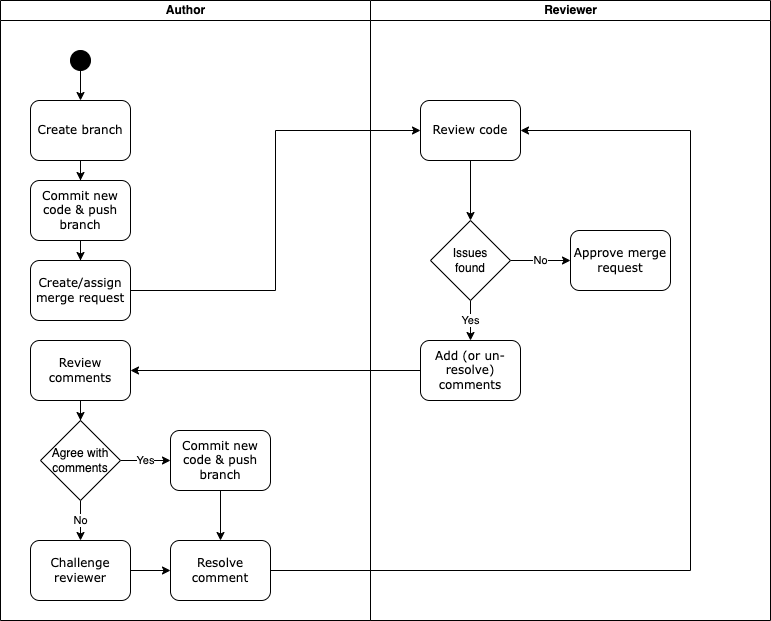 Author
Reviewer
Create branch
Commit new
code & push
branch
Create/assign
merge request
Review code
Issues
found
No
Approve merge
request
Yes
Add (or un-
resolve)
comments
Review
comments
Agree with
comments
Yes
Commit new
code & push
branch
No
Challenge
reviewer
Resolve
comment